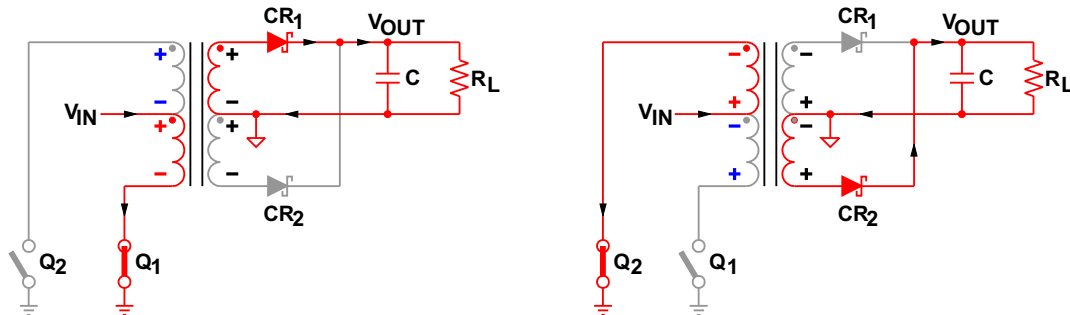 CR1
VOUT
+ + + C RL
− − −
VIN
+ +
− −
CR2
Q2 Q1
CR1
VOUT
− − C RL
+ +
VIN
− −
+ +
CR2
Q2 Q1